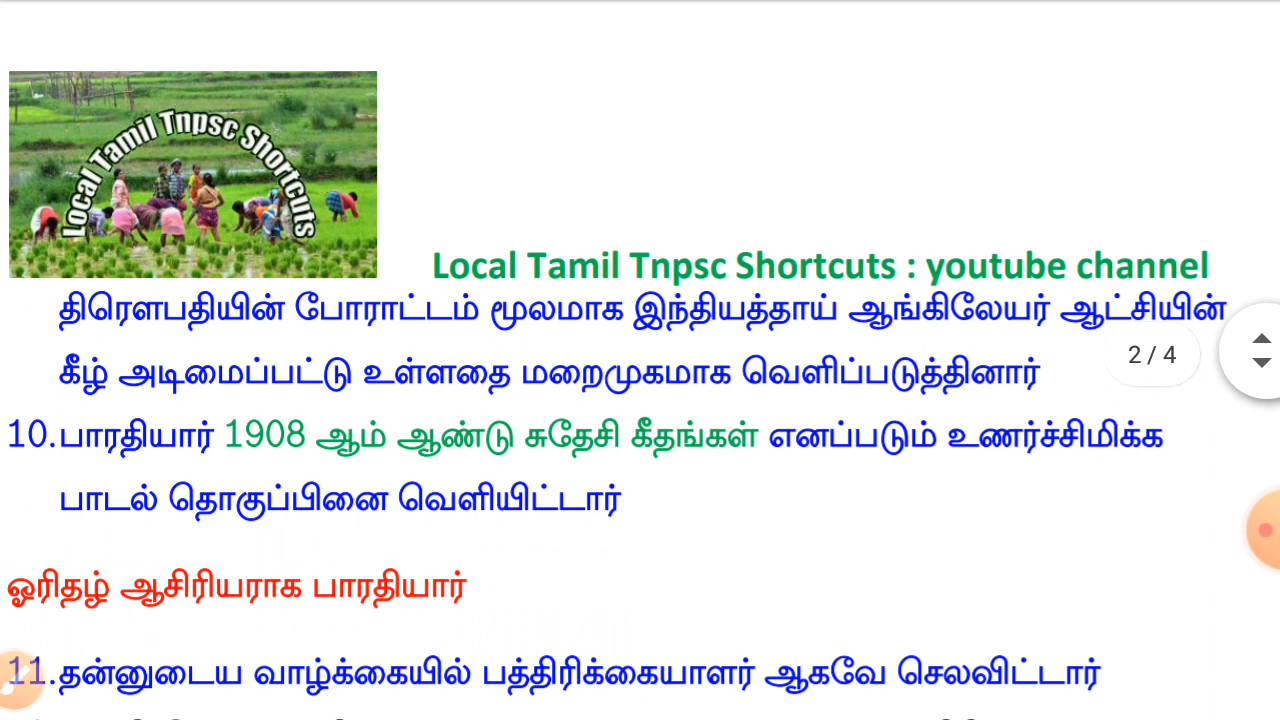 Local Tamil Tnpsc Shortcuts
Local Tamil Tnpsc Shortcuts : youtube channel
திரௌபதியின் போராட்டம் மூலமாக இந்தியத்தாய் ஆங்கிலேயர் ஆட்சியின்
கீழ் அடிமைப்பட்டு உள்ளதை மறைமுகமாக வெளிப்படுத்தினார்
2 / 4
10.பாரதியார் 1908 ஆம் ஆண்டு சுதேசி கீதங்கள் எனப்படும் உணர்ச்சிமிக்க
பாடல் தொகுப்பினை வெளியிட்டார்
ஓரிதழ் ஆசிரியராக பாரதியார்
11.தன்னுடைய வாழ்க்கையில் பத்திரிக்கையாளர் ஆகவே செலவிட்டார்